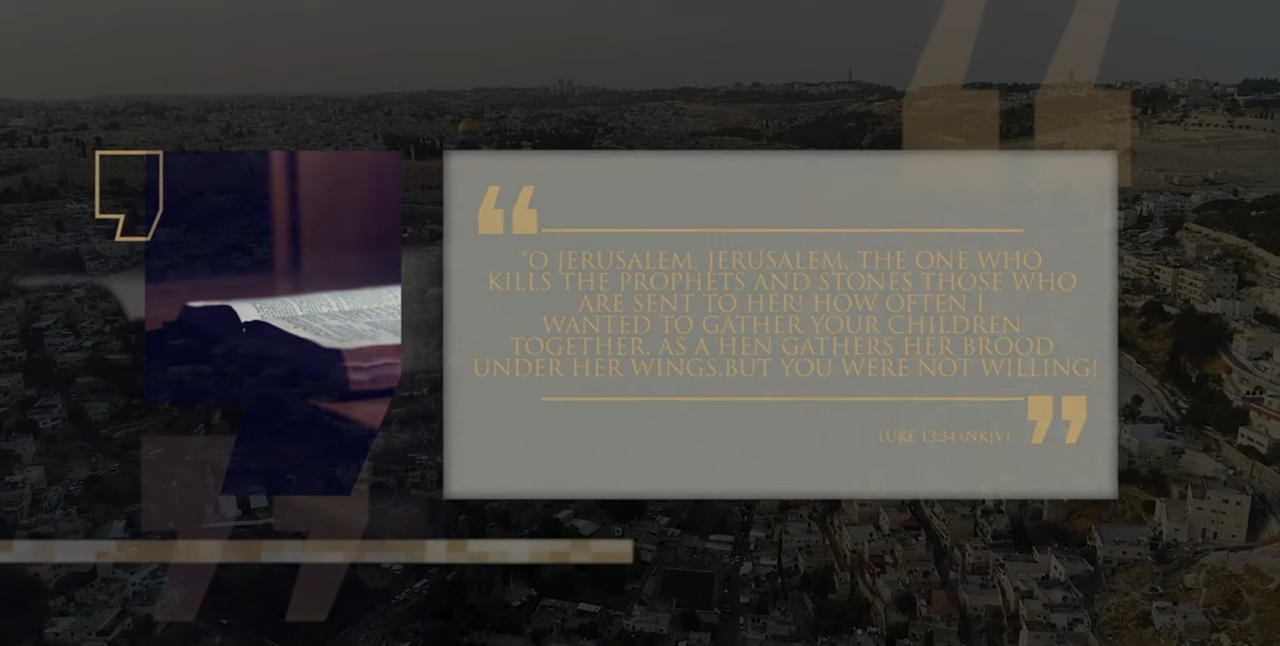 "O JERUSALEM, JERUSALEM, THE ONE WHO
KILLS THE PROPHETS AND STONES THOSE WHO
ARE SENT TO HER! HOW OFTEN I
WANTED TO GATHER YOUR CHILDREN
TOGETHER, AS A HEN GATHERS HER BROOD
UNDER HER WINGS,BUT YOU WERE NOT WILLING!
LUKE 13:34 (NKJV)